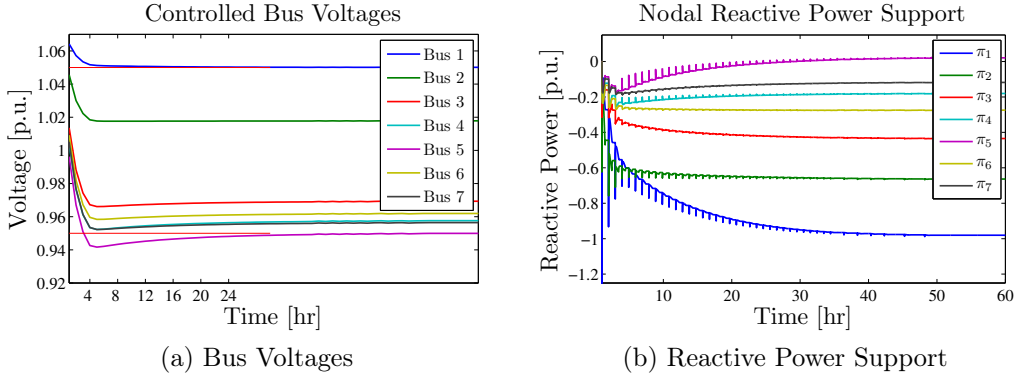 Controlled Bus Voltages
Voltage [p.u.]
1.06
1.04
1.02
1
0.98
0.96
0.94
0.92
4 8 12 16 20 24
Time [hr]
Bus 1
Bus 2
Bus 3
Bus 4
Bus 5
Bus 6
Bus 7
(a) Bus Voltages
Nodal Reactive Power Support
Reactive Power [p.u.]
0
−0.2
−0.4
−0.6
−0.8
−1
−1.2
10 20 30 40 50 60
Time [hr]
π₁
π₂
π₃
π₄
π₅
π₆
π₇
(b) Reactive Power Support